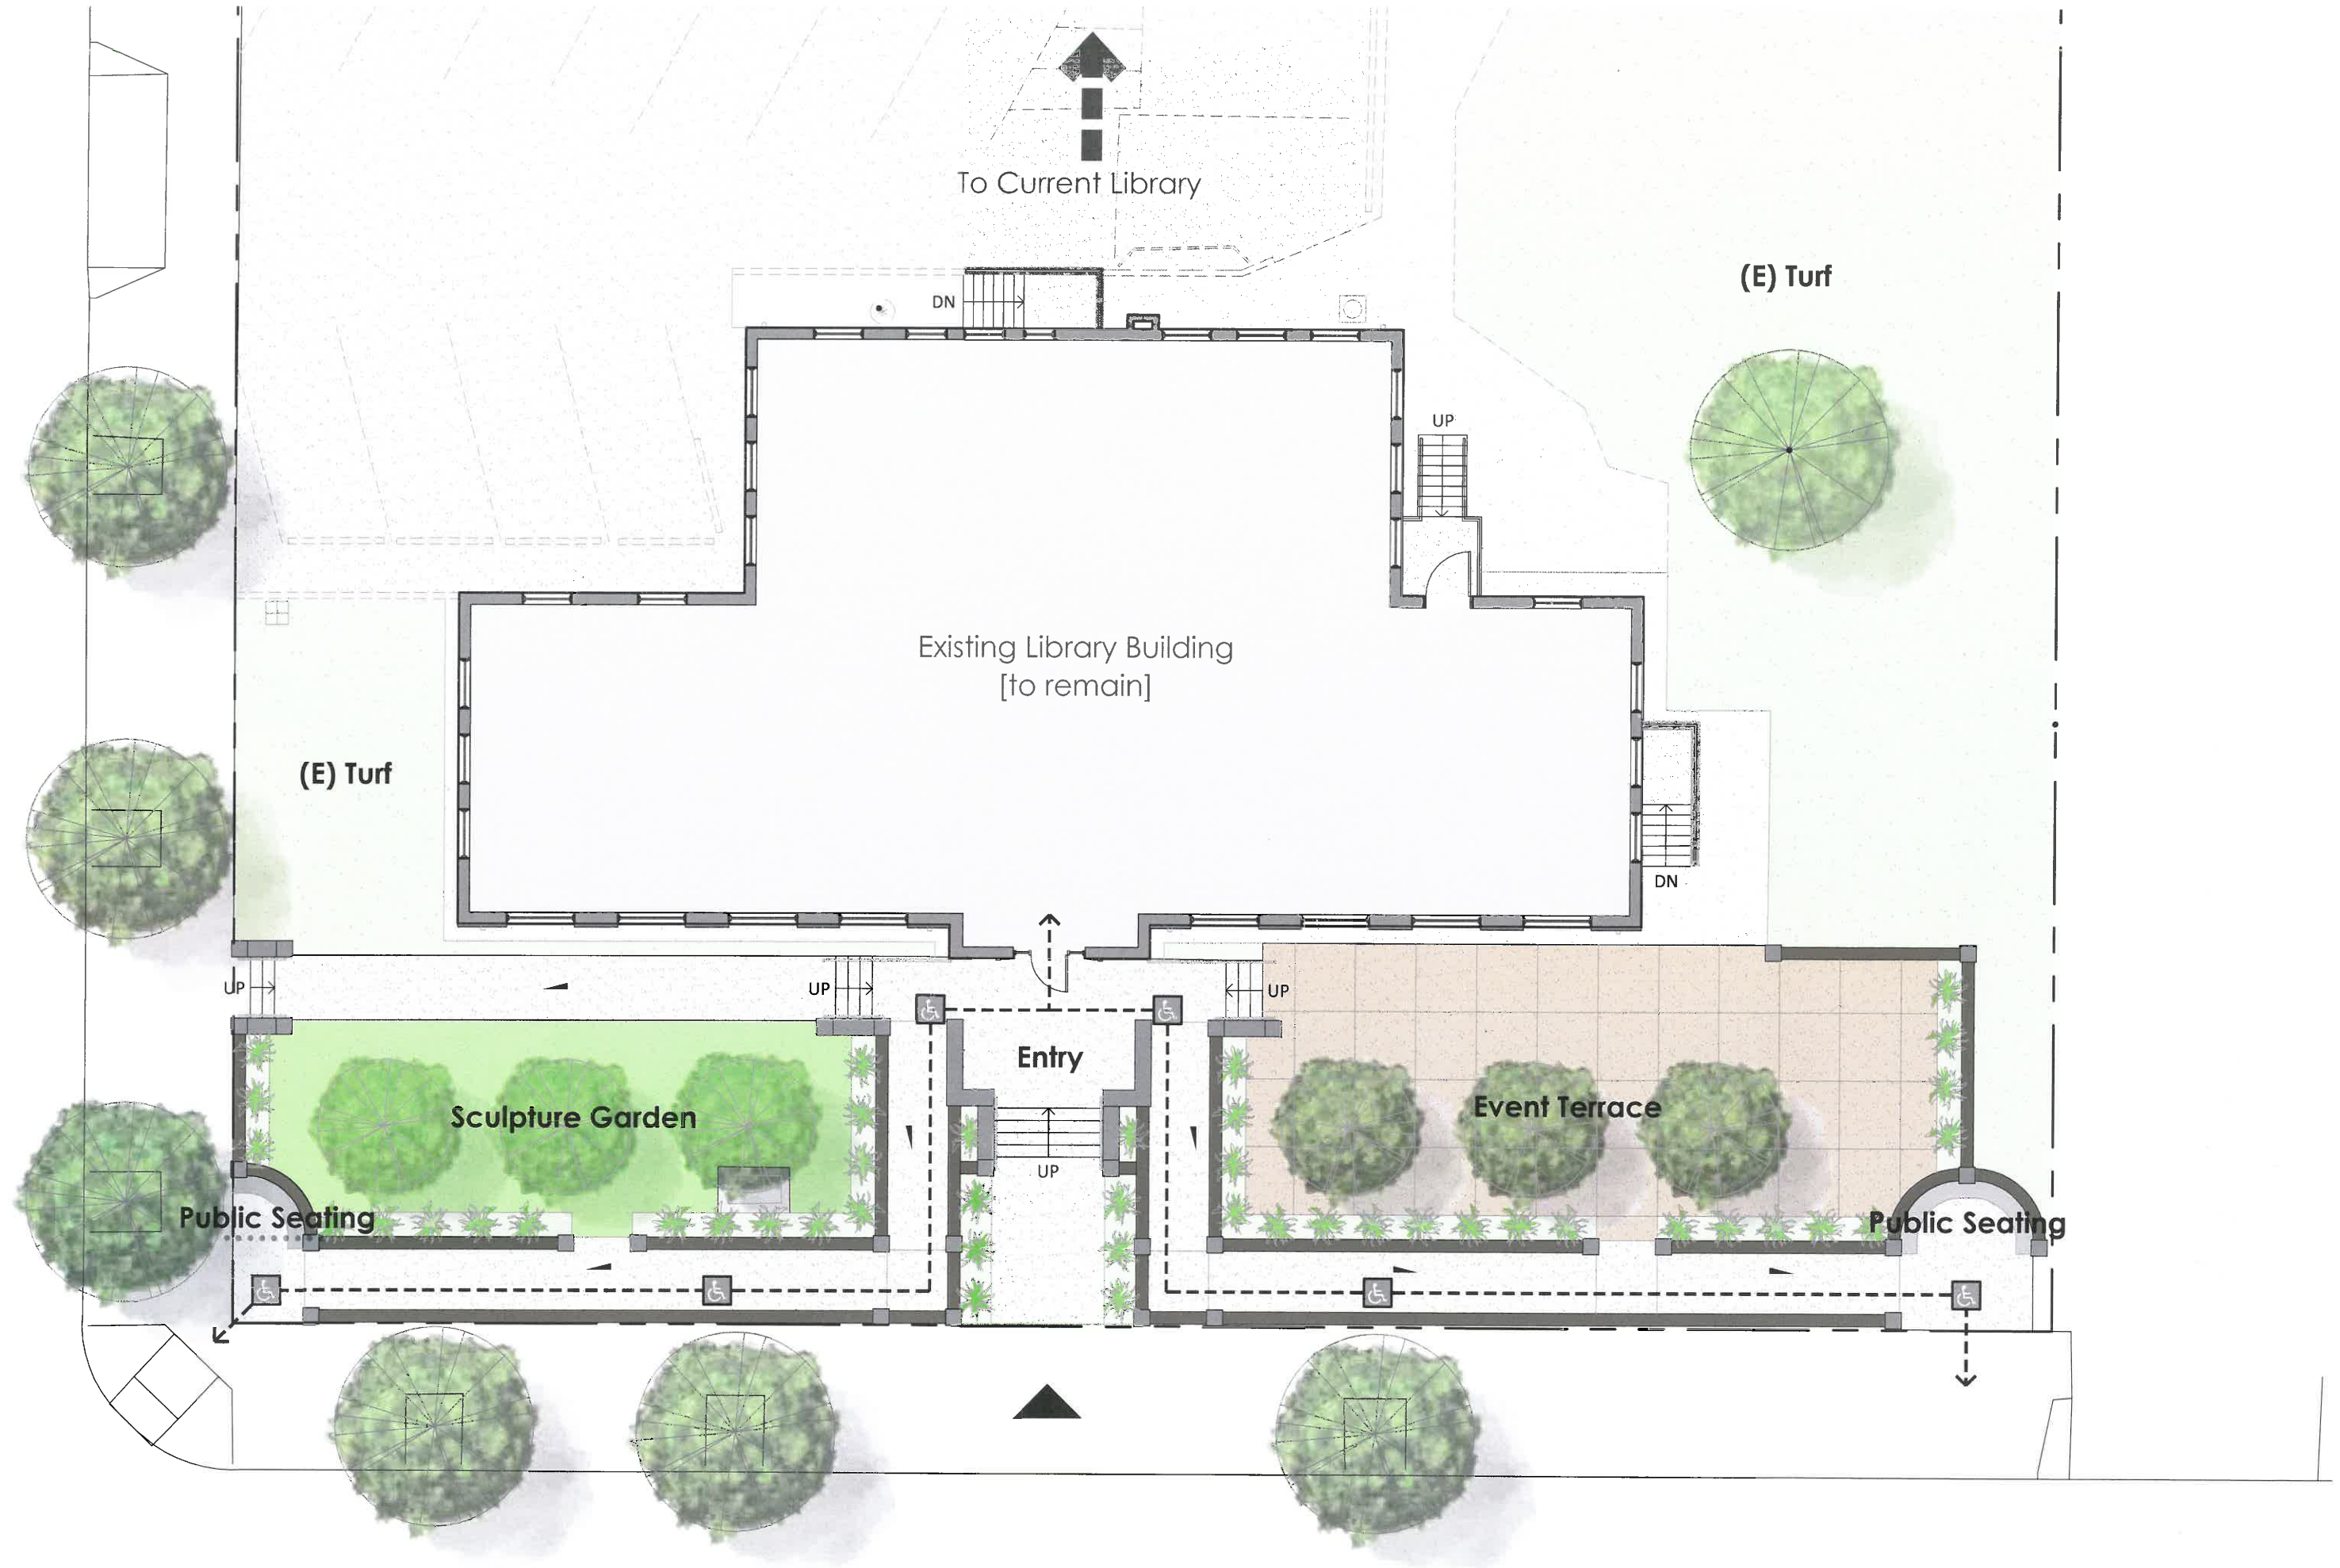 To Current Library
(E) Turf
DN
UP
Existing Library Building
[to remain]
(E) Turf
DN
UP
UP
UP
Entry
Sculpture Garden
Event Terrace
UP
Public Seating
Public Seating